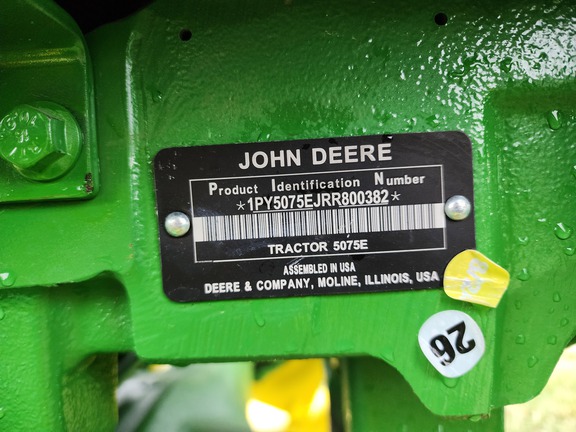 JOHN DEERE
Product Identification Number
*1PY5075EJRR800382*
TRACTOR 5075E
ASSEMBLED IN USA
DEERE & COMPANY, MOLINE, ILLINOIS, USA
26